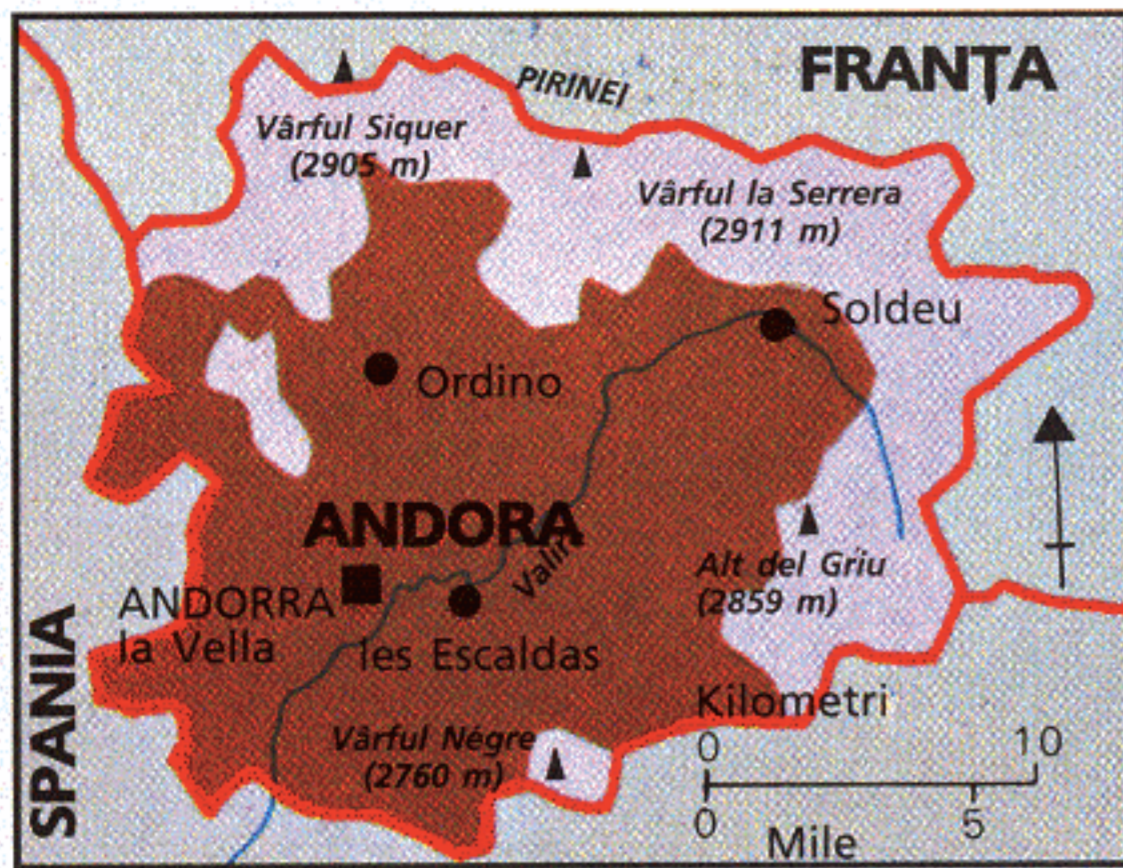 FRANȚA
PIRINEI
Vârful Siquer
(2905 m)
Vârful la Serrera
(2911 m)
Soldeu
Ordino
ANDORA
Valira
Alt del Griu
(2859 m)
ANDORRA
la Vella
les Escaldas
SPANIA
Vârful Négre
(2760 m)
Kilometri
0 10
0 5
Mile